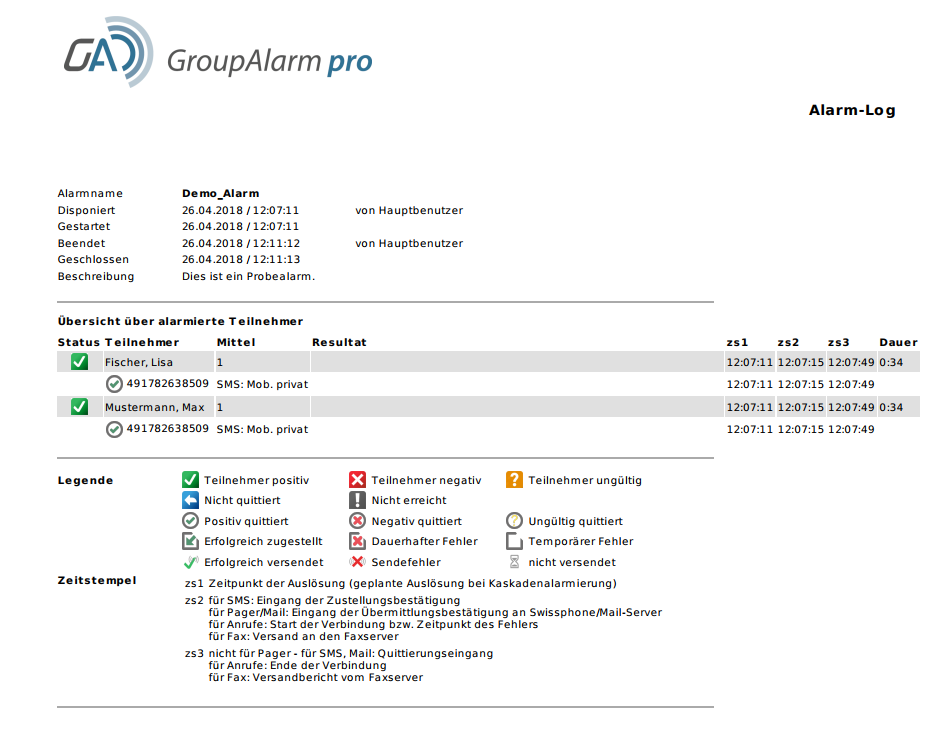 GAD GroupAlarm pro
Alarm-Log
Alarmname Demo_Alarm
Disponiert 26.04.2018 / 12:07:11 von Hauptbenutzer
Gestartet 26.04.2018 / 12:07:11
Beendet 26.04.2018 / 12:11:12 von Hauptbenutzer
Geschlossen 26.04.2018 / 12:11:13
Beschreibung Dies ist ein Probealarm.
Übersicht über alarmierte Teilnehmer
Status Teilnehmer Mittel Resultat zs1 zs2 zs3 Dauer
Fischer, Lisa 1 12:07:11 12:07:15 12:07:49 0:34
491782638509 SMS: Mob. privat 12:07:11 12:07:15 12:07:49
Mustermann, Max 1 12:07:11 12:07:15 12:07:49 0:34
491782638509 SMS: Mob. privat 12:07:11 12:07:15 12:07:49
Legende Teilnehmer positiv Teilnehmer negativ ? Teilnehmer ungültig
Nicht quittiert ! Nicht erreicht
Positiv quittiert Negativ quittiert ? Ungültig quittiert
Erfolgreich zugestellt Dauerhafter Fehler Temporärer Fehler
Erfolgreich versendet Sendefehler nicht versendet
Zeitstempel zs1 Zeitpunkt der Auslösung (geplante Auslösung bei Kaskadenalarmierung)
zs2 für SMS: Eingang der Zustellungsbestätigung
für Pager/Mail: Eingang der Übermittlungsbestätigung an Swissphone/Mail-Server
für Anrufe: Start der Verbindung bzw. Zeitpunkt des Fehlers
für Fax: Versand an den Faxserver
zs3 nicht für Pager - für SMS, Mail: Quittierungseingang
für Anrufe: Ende der Verbindung
für Fax: Versandbericht vom Faxserver